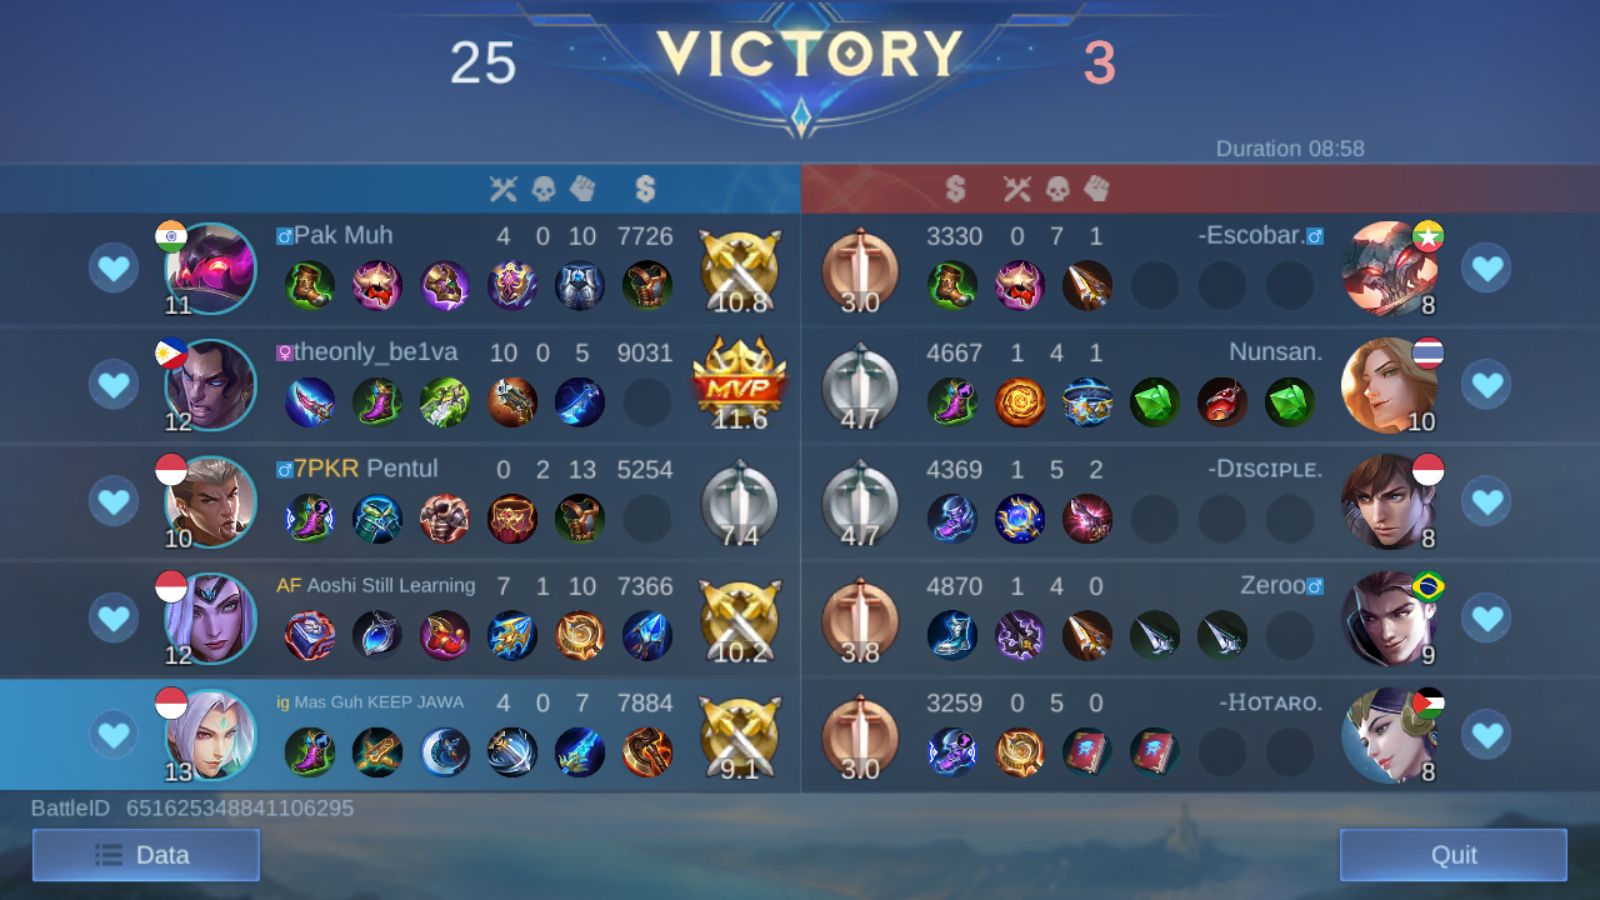 25 VICTORY 3
Duration 08:58
Pak Muh 4 0 10 7726
11 10.8
3330 0 7 1 -Escobar.
3.0 8
theonly_be1va 10 0 5 9031
12 MVP 11.6
4667 1 4 1 Nunsan.
4.7 10
7PKR Pentul 0 2 13 5254
10 7.4
4369 1 5 2 -Dɪsᴄɪᴘʟᴇ.
4.7 8
AF Aoshi Still Learning 7 1 10 7366
12 10.2
4870 1 4 0 Zeroo
3.8 9
ig Mas Guh KEEP JAWA 4 0 7 7884
13 9.1
3259 0 5 0 -Hᴏᴛᴀʀᴏ.
3.0 8
BattleID 651625348841106295
Data Quit